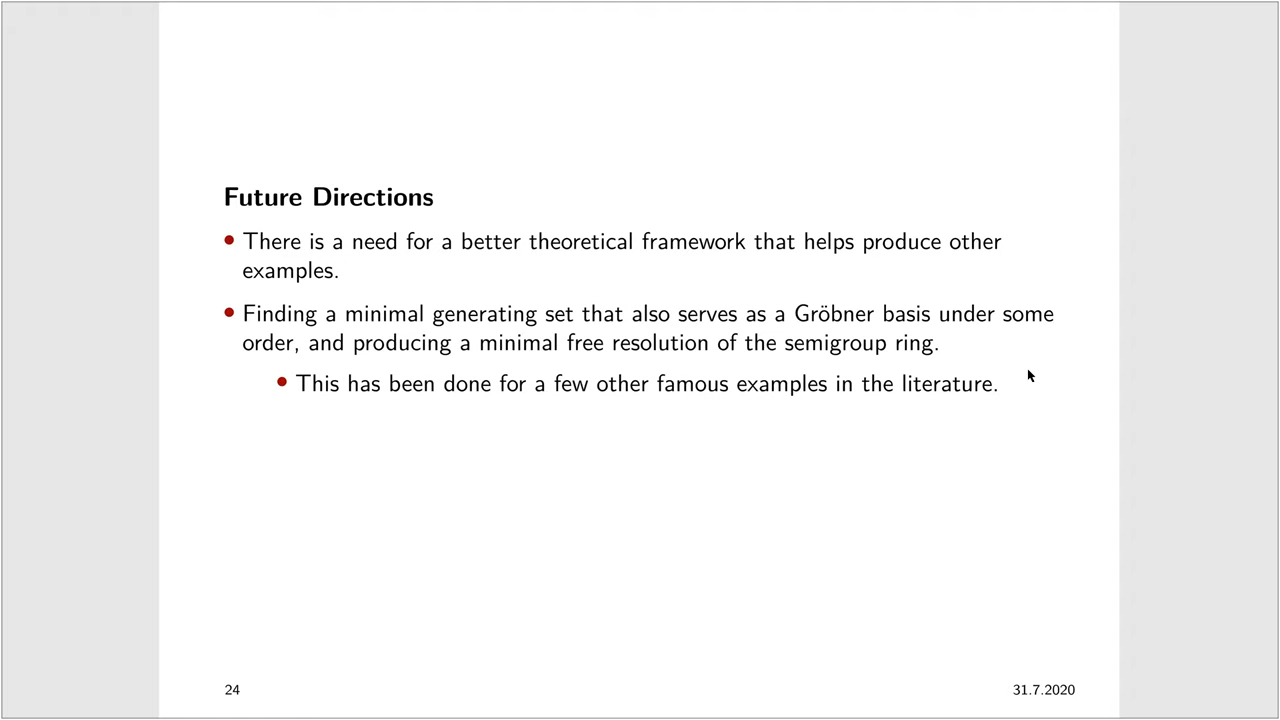 Future Directions
• There is a need for a better theoretical framework that helps produce other
examples.
• Finding a minimal generating set that also serves as a Gröbner basis under some
order, and producing a minimal free resolution of the semigroup ring.
• This has been done for a few other famous examples in the literature.
24
31.7.2020